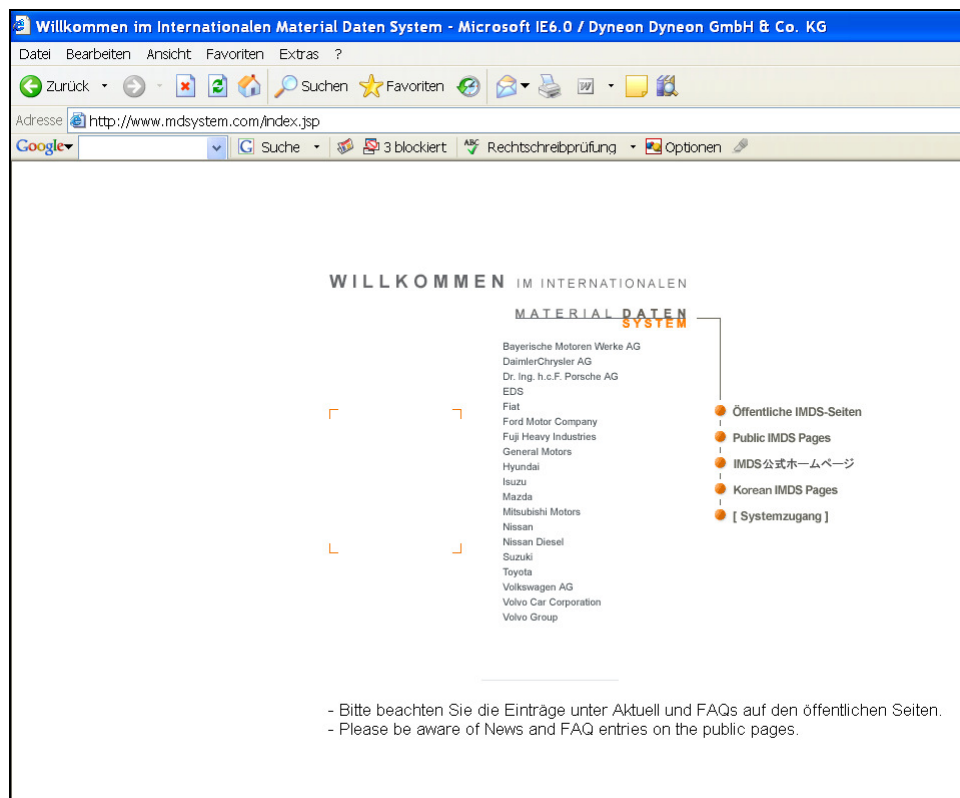 Willkommen im Internationalen Material Daten System - Microsoft IE6.0 / Dyneon Dyneon GmbH & Co. KG
Datei Bearbeiten Ansicht Favoriten Extras ?
Zurück Suchen Favoriten
Adresse http://www.mdsystem.com/index.jsp
Google G Suche 3 blockiert ABC Rechtschreibprüfung Optionen
WILLKOMMEN IM INTERNATIONALEN
MATERIAL DATEN
SYSTEM
Bayerische Motoren Werke AG
DaimlerChrysler AG
Dr. Ing. h.c.F. Porsche AG
EDS
Fiat
Ford Motor Company
Fuji Heavy Industries
General Motors
Hyundai
Isuzu
Mazda
Mitsubishi Motors
Nissan
Nissan Diesel
Suzuki
Toyota
Volkswagen AG
Volvo Car Corporation
Volvo Group
Öffentliche IMDS-Seiten
Public IMDS Pages
IMDS公式ホームページ
Korean IMDS Pages
[ Systemzugang ]
- Bitte beachten Sie die Einträge unter Aktuell und FAQs auf den öffentlichen Seiten.
- Please be aware of News and FAQ entries on the public pages.